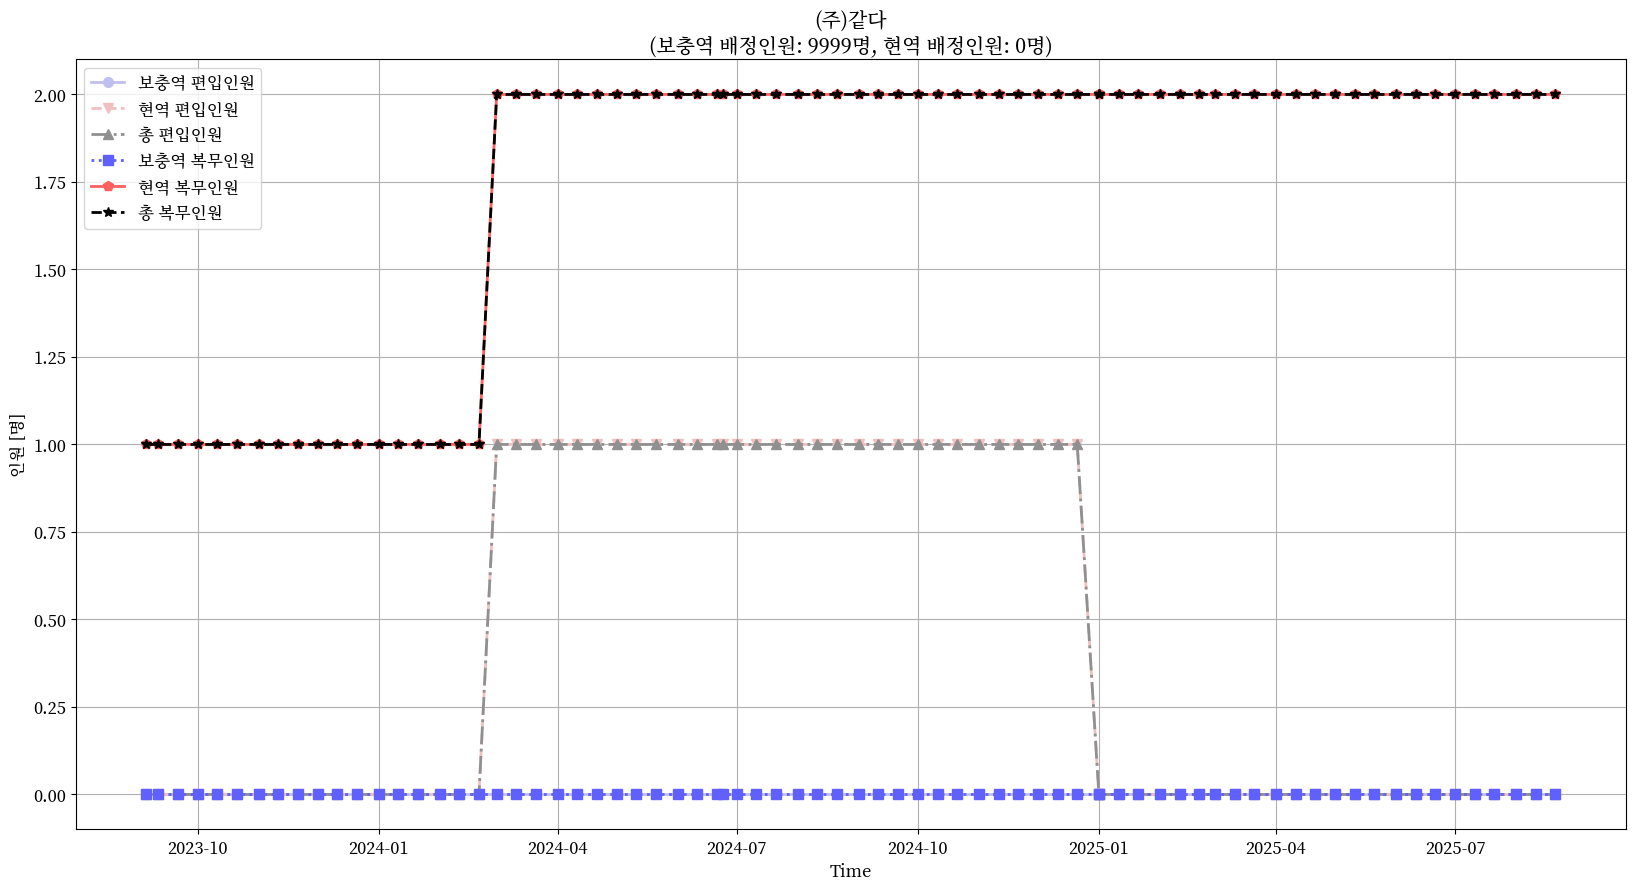 (주)같다
(보충역 배정인원: 9999명, 현역 배정인원: 0명)
보충역 편입인원
현역 편입인원
총 편입인원
보충역 복무인원
현역 복무인원
총 복무인원
2.00
1.75
1.50
1.25
1.00
0.75
0.50
0.25
0.00
인원 [명]
2023-10
2024-01
2024-04
2024-07
2024-10
2025-01
2025-04
2025-07
Time